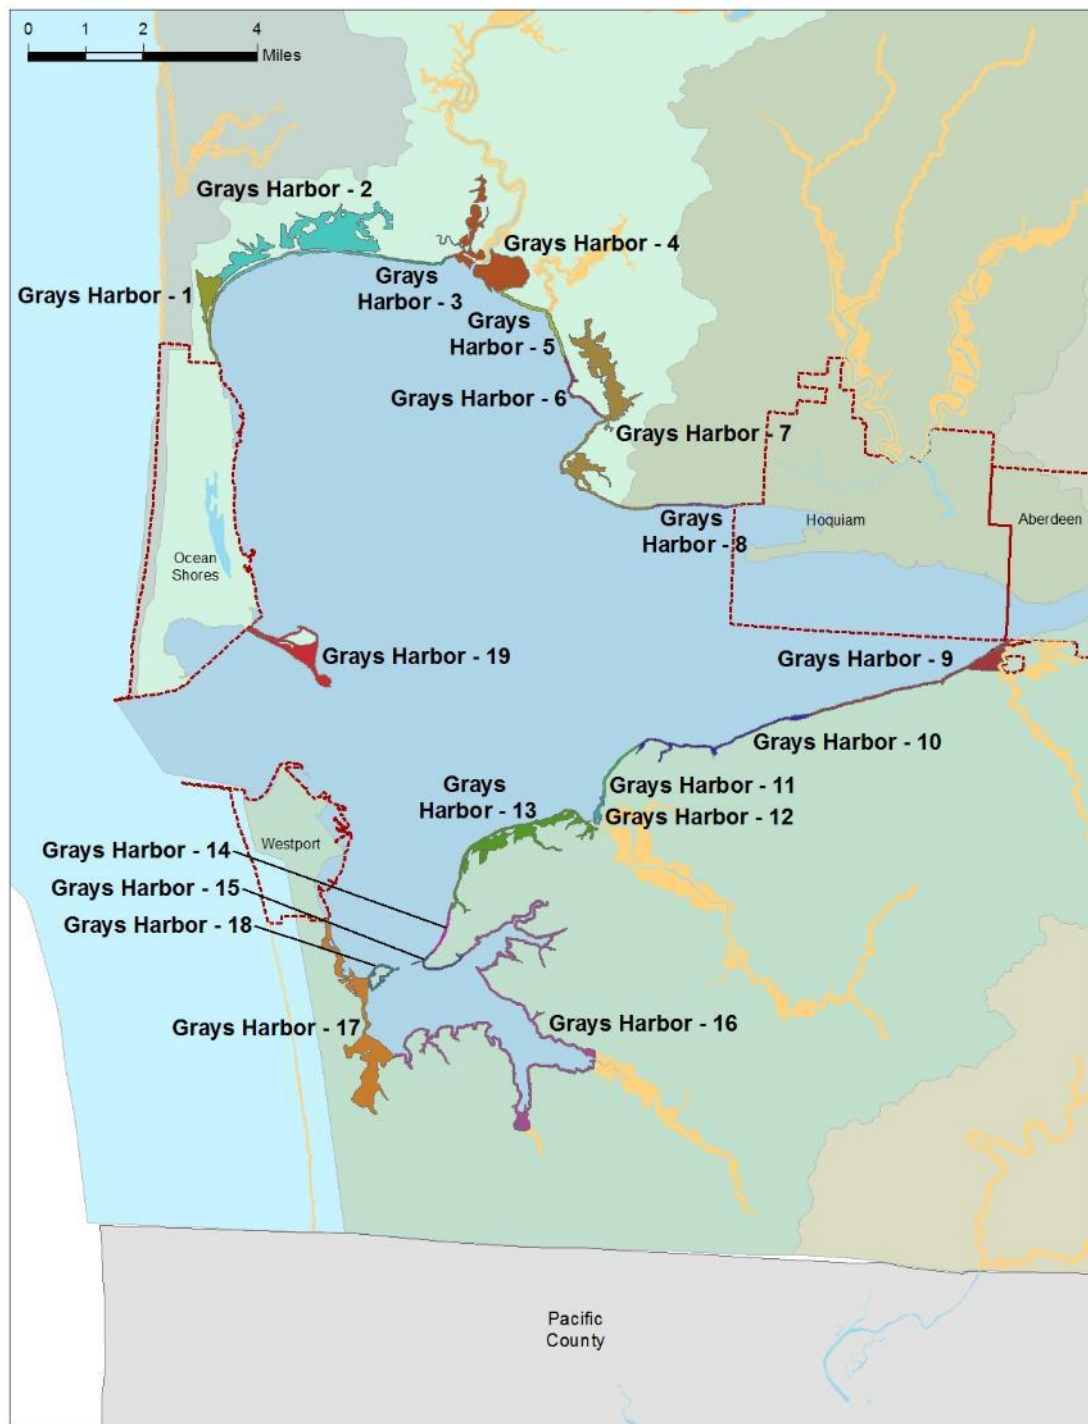 0 1 2 4
Miles
Grays Harbor - 2
Grays Harbor - 4
Grays
Harbor - 3
Grays Harbor - 1
Grays
Harbor - 5
Grays Harbor - 6
Grays Harbor - 7
Grays
Harbor - 8
Hoquiam
Aberdeen
Ocean
Shores
Grays Harbor - 19
Grays Harbor - 9
Grays Harbor - 10
Grays Harbor - 11
Grays
Harbor - 13
Grays Harbor - 12
Westport
Grays Harbor - 14
Grays Harbor - 15
Grays Harbor - 18
Grays Harbor - 17
Grays Harbor - 16
Pacific
County